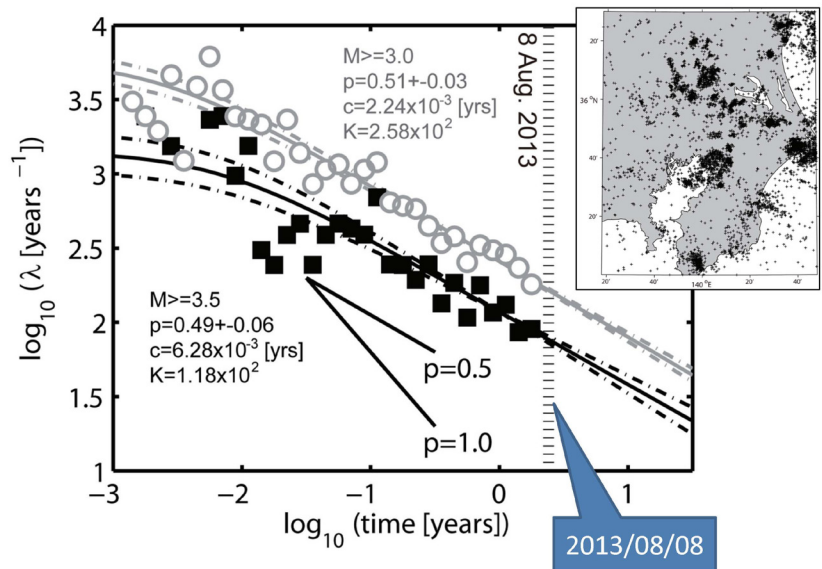 4
3.5
3
2.5
2
1.5
1
log₁₀ (λ [years ⁻¹])
−3
−2
−1
0
1
log₁₀ (time [years])
M>=3.0
p=0.51+-0.03
c=2.24x10⁻³ [yrs]
K=2.58x10²
M>=3.5
p=0.49+-0.06
c=6.28x10⁻³ [yrs]
K=1.18x10²
p=0.5
p=1.0
8 Aug. 2013
2013/08/08
20'
36 °N
40'
20'
20'
40'
140 °E
20'
40'